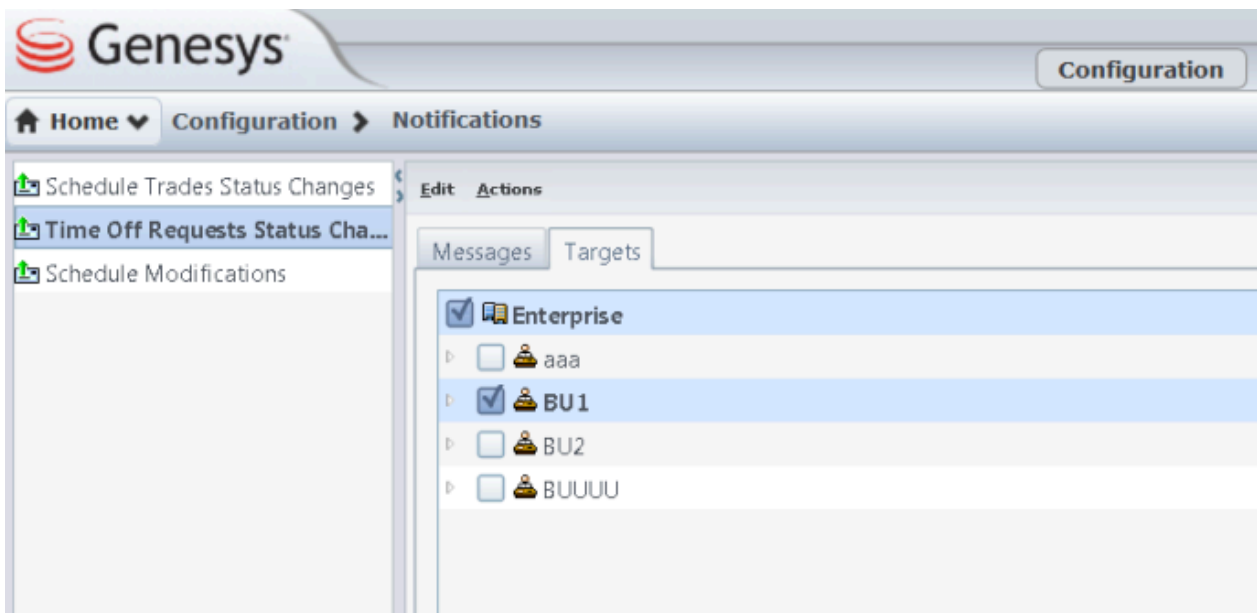 Genesys
Configuration
Home Configuration Notifications
Schedule Trades Status Changes
Time Off Requests Status Cha...
Schedule Modifications
Edit Actions
Messages Targets
Enterprise
aaa
BU1
BU2
BUUUU